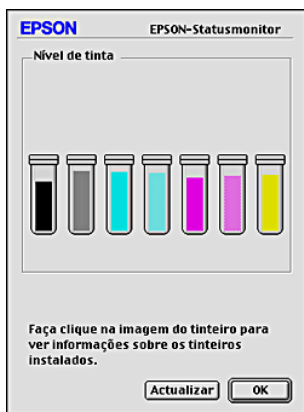 EPSON EPSON-Statusmonitor
Nível de tinta
Faça clique na imagem do tinteiro para
ver informações sobre os tinteiros
instalados.
Actualizar OK